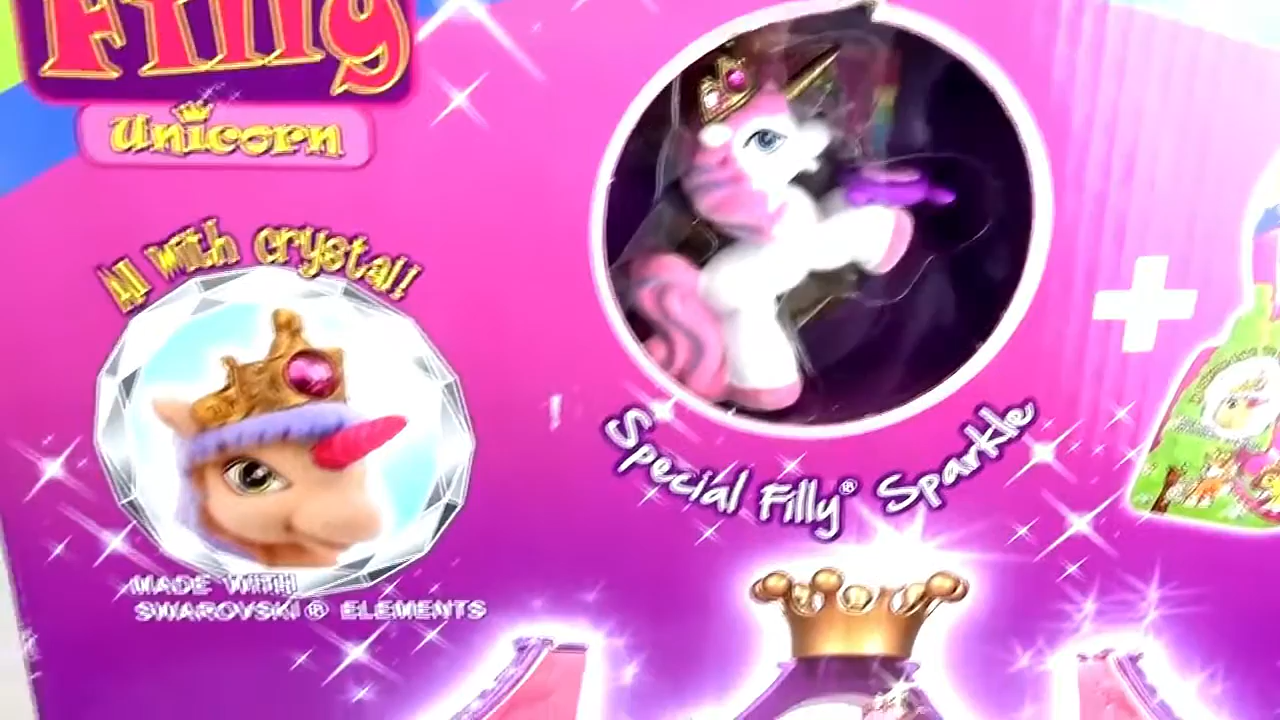 Filly
Unicorn
All with crystal!
MADE WITH
SWAROVSKI® ELEMENTS
Special Filly® Sparkle
+